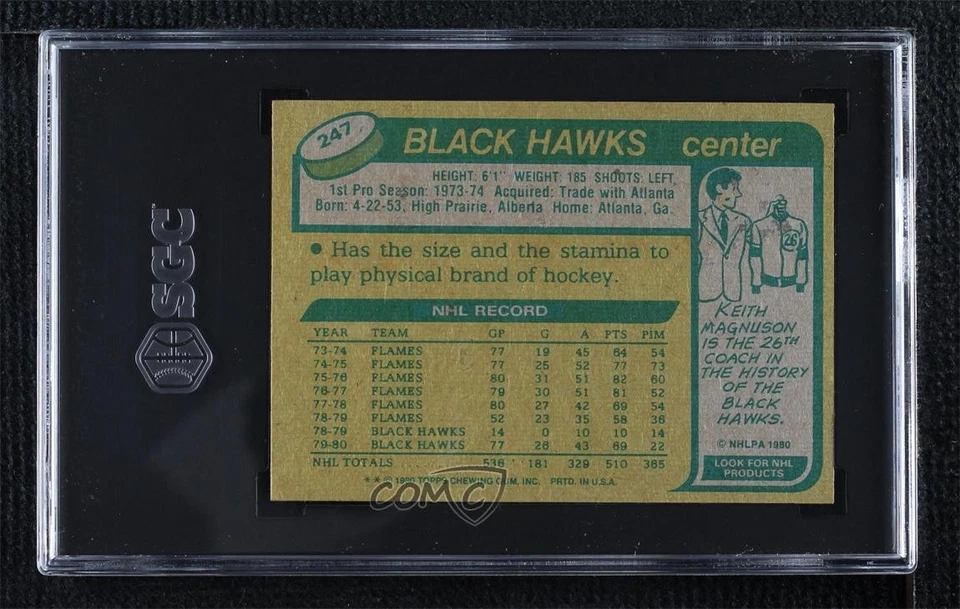 SGC
247
BLACK HAWKS center
HEIGHT: 6'1" WEIGHT: 185 SHOOTS: LEFT
1st Pro Season: 1973-74 Acquired: Trade with Atlanta
Born: 4-22-53, High Prairie, Alberta Home: Atlanta, Ga.
• Has the size and the stamina to
play physical brand of hockey.
NHL RECORD
YEAR TEAM GP G A PTS PIM
73-74 FLAMES 77 19 45 64 54
74-75 FLAMES 77 25 52 77 73
75-76 FLAMES 80 31 51 82 60
76-77 FLAMES 79 30 51 81 52
77-78 FLAMES 80 27 42 69 54
78-79 FLAMES 52 23 35 58 36
78-79 BLACK HAWKS 14 0 10 10 14
79-80 BLACK HAWKS 77 26 43 69 22
NHL TOTALS 536 181 329 510 365
* * © 1980 TOPPS CHEWING GUM, INC. PRTD. IN U.S.A.
26
KEITH
MAGNUSON
IS THE 26TH
COACH IN
THE HISTORY
OF THE
BLACK
HAWKS.
© NHLPA 1980
LOOK FOR NHL
PRODUCTS
COMC